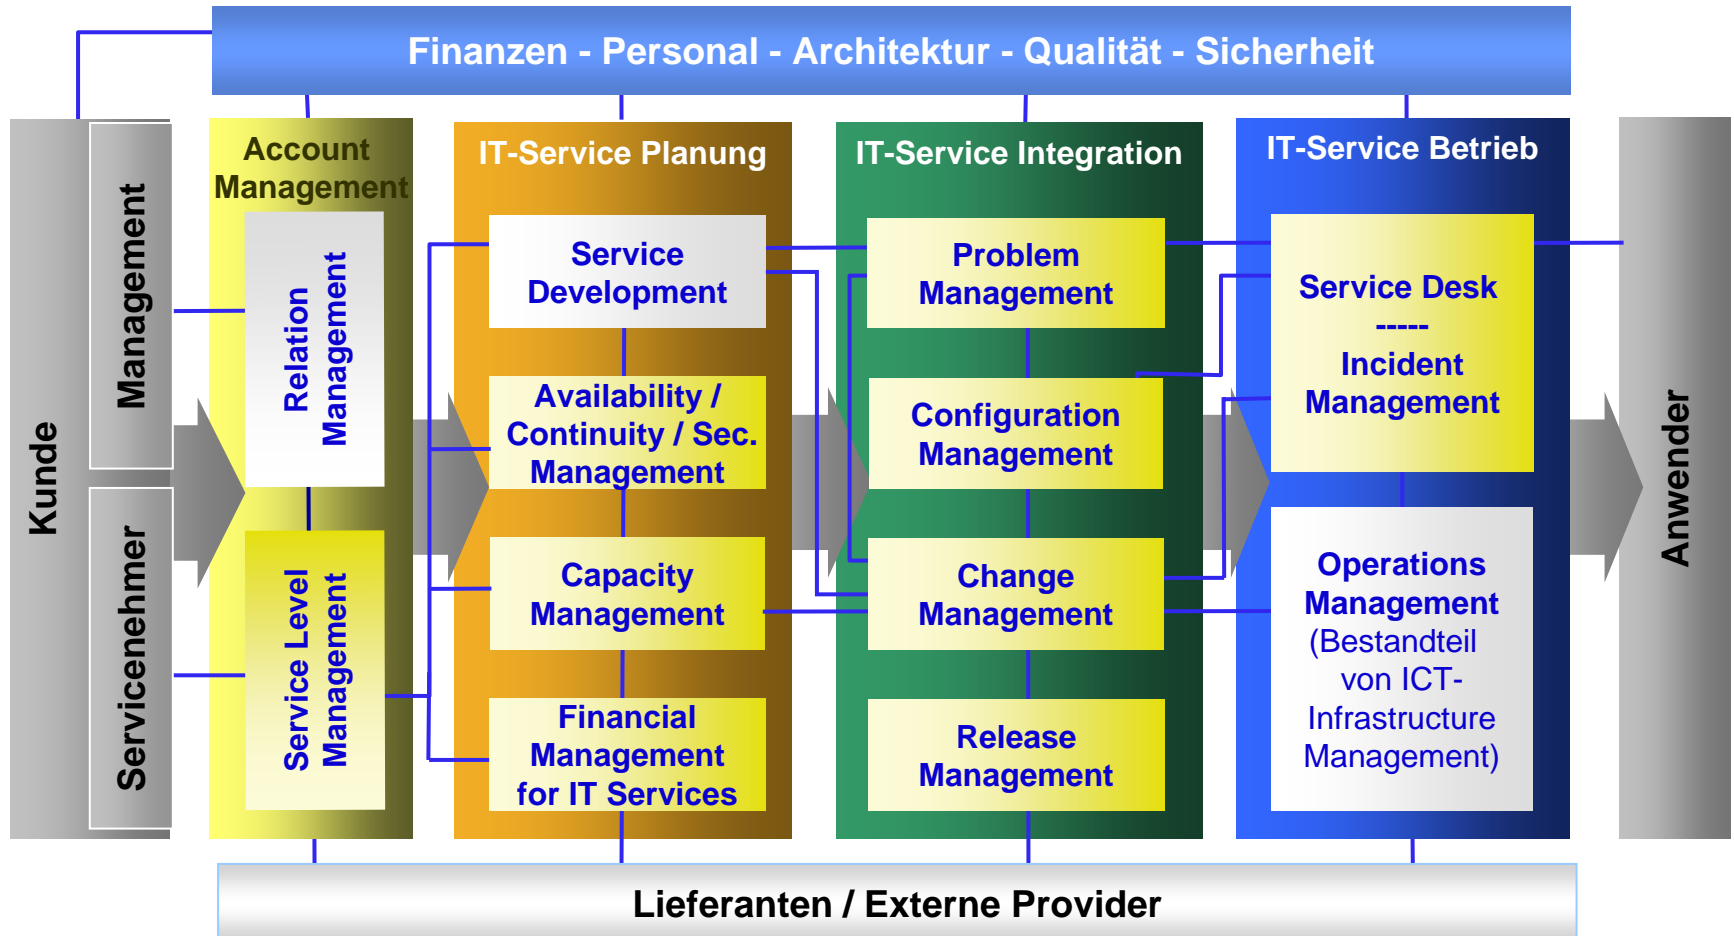 Finanzen - Personal - Architektur - Qualität - Sicherheit
Kunde
Management
Servicenehmer
Account
Management
Relation
Management
Service Level
Management
IT-Service Planung
Service
Development
Availability /
Continuity / Sec.
Management
Capacity
Management
Financial
Management
for IT Services
IT-Service Integration
Problem
Management
Configuration
Management
Change
Management
Release
Management
IT-Service Betrieb
Service Desk
-----
Incident
Management
Operations
Management
(Bestandteil
von ICT-
Infrastructure
Management)
Anwender
Lieferanten / Externe Provider